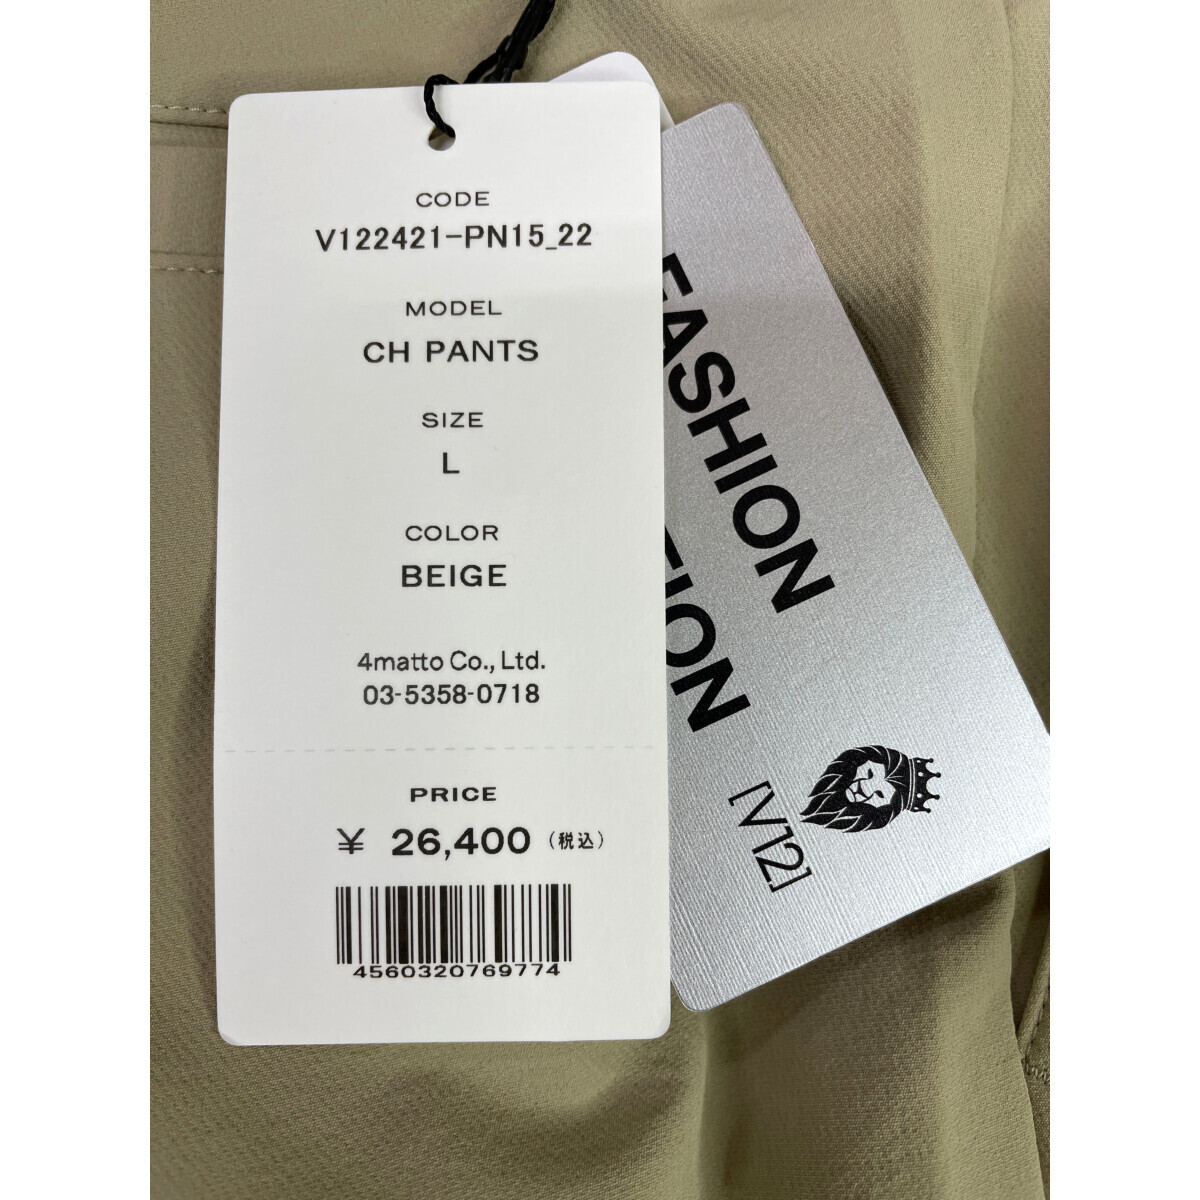 CODE
V122421-PN15_22
MODEL
CH PANTS
SIZE
L
COLOR
BEIGE
4matto Co., Ltd.
03-5358-0718
PRICE
¥ 26,400 (税込)
4560320769774
FASHION
TION
[V12]